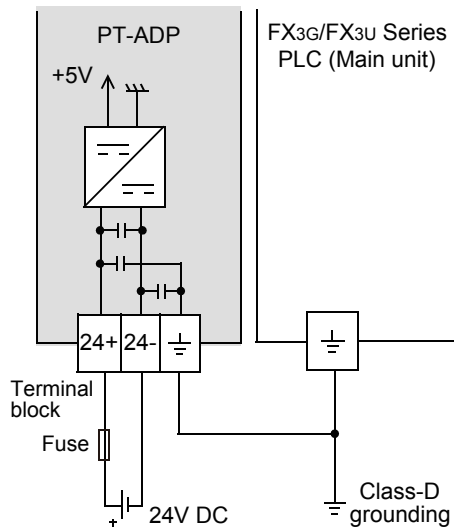 PT-ADP
FX3G/FX3U Series
PLC (Main unit)
+5V
24+
24-
Terminal
block
Fuse
+
24V DC
Class-D
grounding